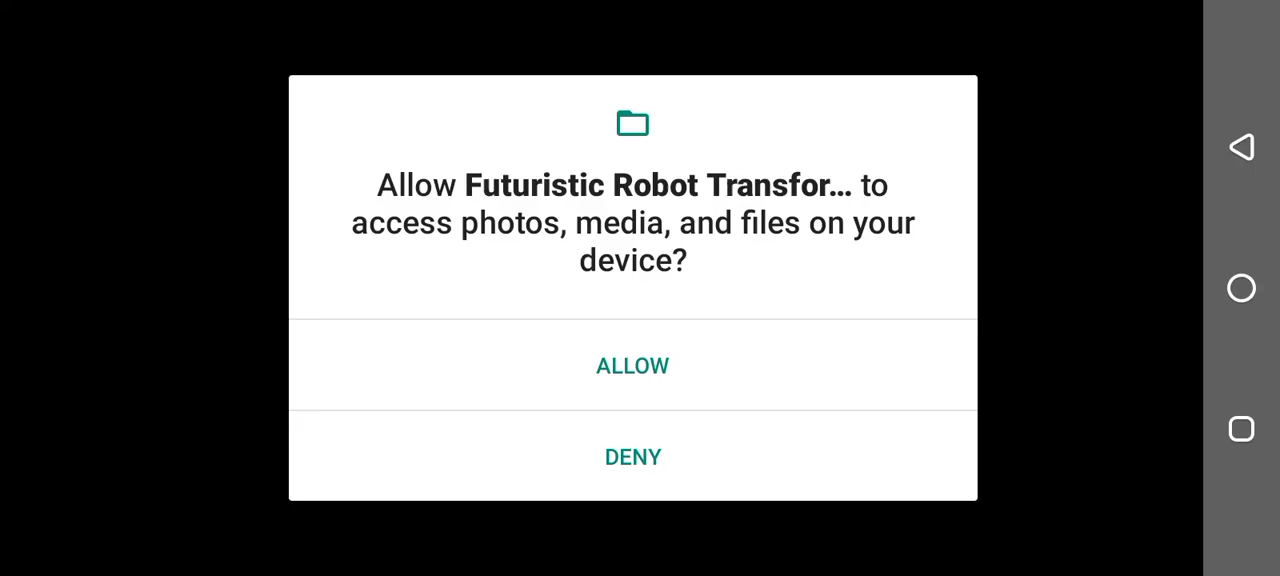 Allow Futuristic Robot Transfor... to
access photos, media, and files on your
device?
ALLOW
DENY